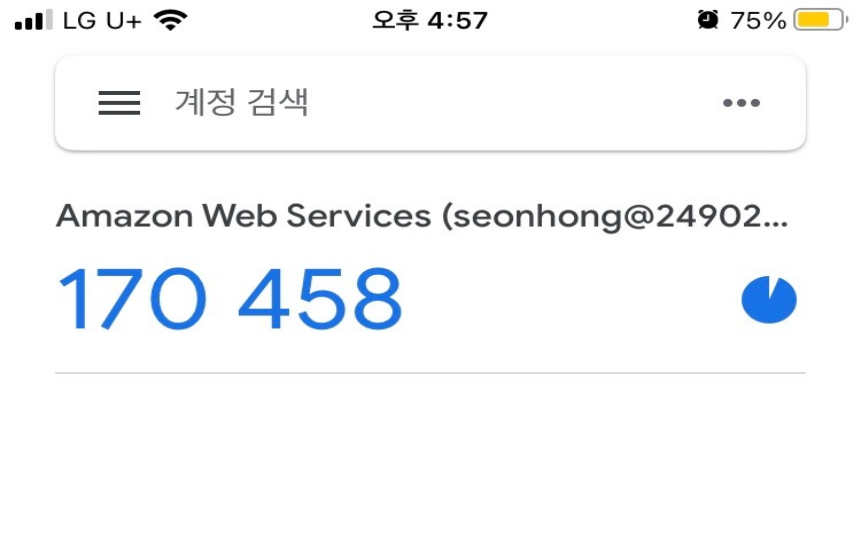 LG U+ 오후 4:57 75%
계정 검색
Amazon Web Services (seonhong@24902...
170 458